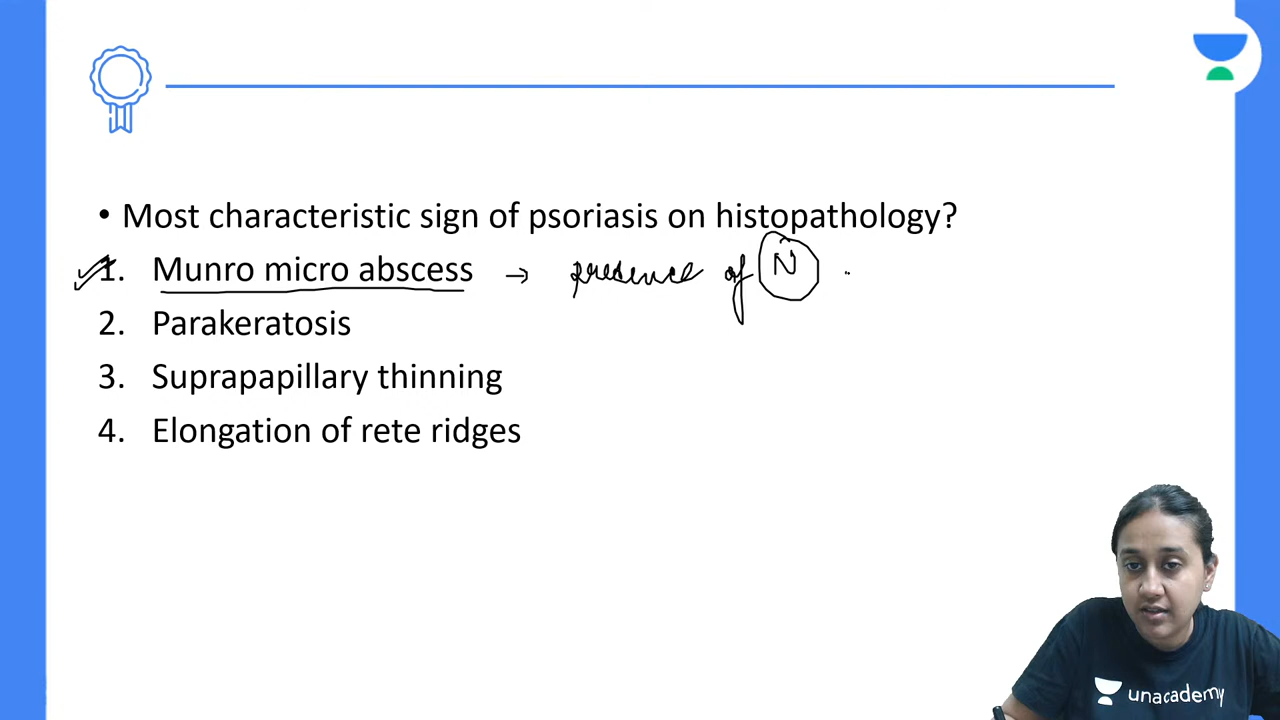 • Most characteristic sign of psoriasis on histopathology?
1. Munro micro abscess → presence of N
2. Parakeratosis
3. Suprapapillary thinning
4. Elongation of rete ridges
unacademy